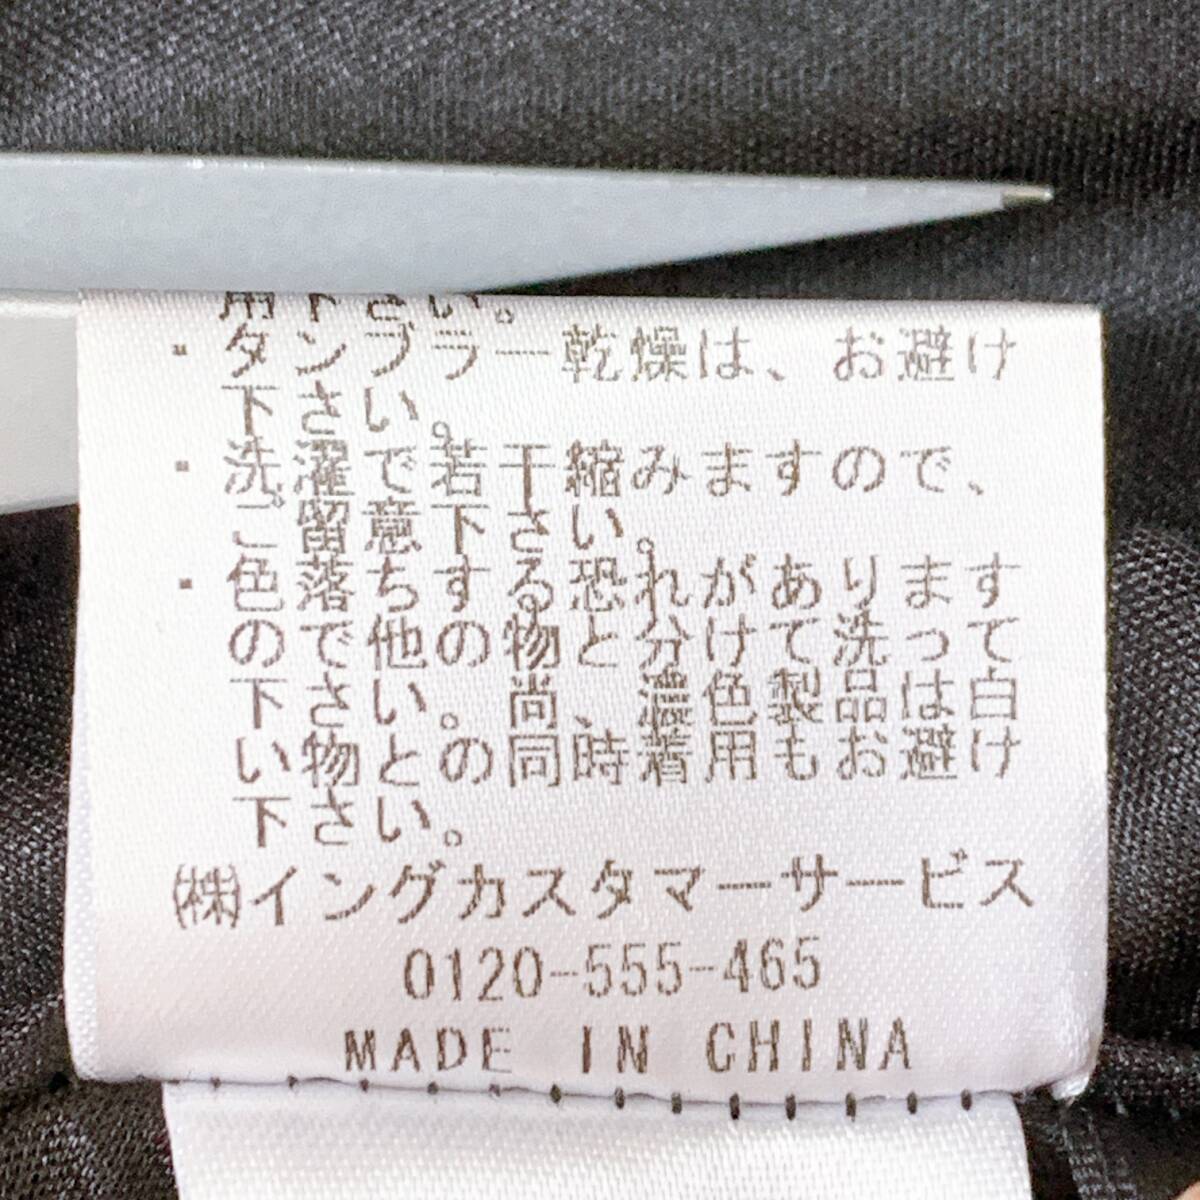 用下さい。
・タンブラー乾燥は、お避け
下さい。
・洗濯で若干縮みますので、
ご留意下さい。
・色落ちする恐れがあります
ので他の物と分けて洗って
下さい。尚、濃色製品は白
い物との同時着用もお避け
下さい。
㈱イングカスタマーサービス
0120-555-465
MADE IN CHINA